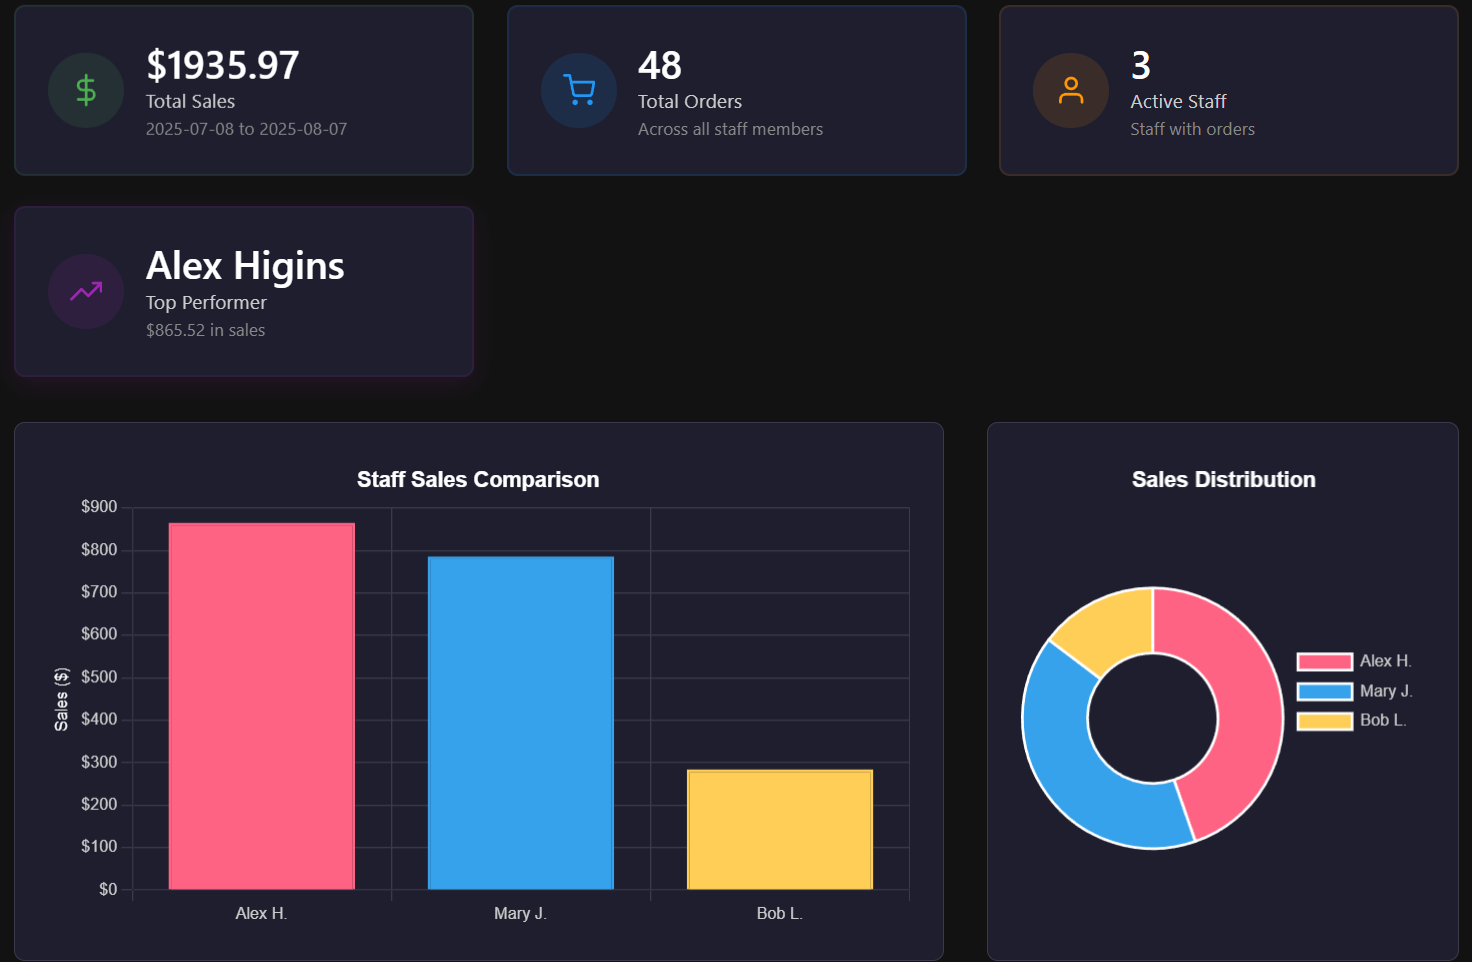 $1935.97
Total Sales
2025-07-08 to 2025-08-07
48
Total Orders
Across all staff members
3
Active Staff
Staff with orders
Alex Higins
Top Performer
$865.52 in sales
Staff Sales Comparison
$900
$800
$700
$600
$500
$400
$300
$200
$100
$0
Sales ($)
Alex H.
Mary J.
Bob L.
Sales Distribution
Alex H.
Mary J.
Bob L.